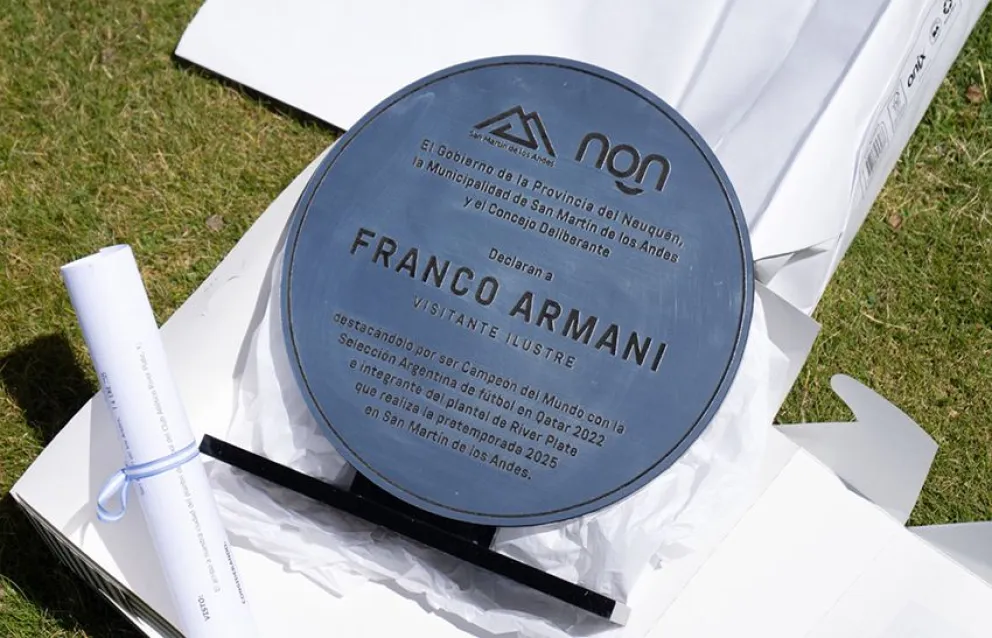 San Martín de los Andes
nqn
El Gobierno de la Provincia del Neuquén,
la Municipalidad de San Martín de los Andes
y el Concejo Deliberante
Declaran a
FRANCO ARMANI
VISITANTE ILUSTRE
destacándolo por ser Campeón del Mundo con la
Selección Argentina de fútbol en Qatar 2022
e integrante del plantel de River Plate
que realiza la pretemporada 2025
en San Martín de los Andes.
onix
VISTO: